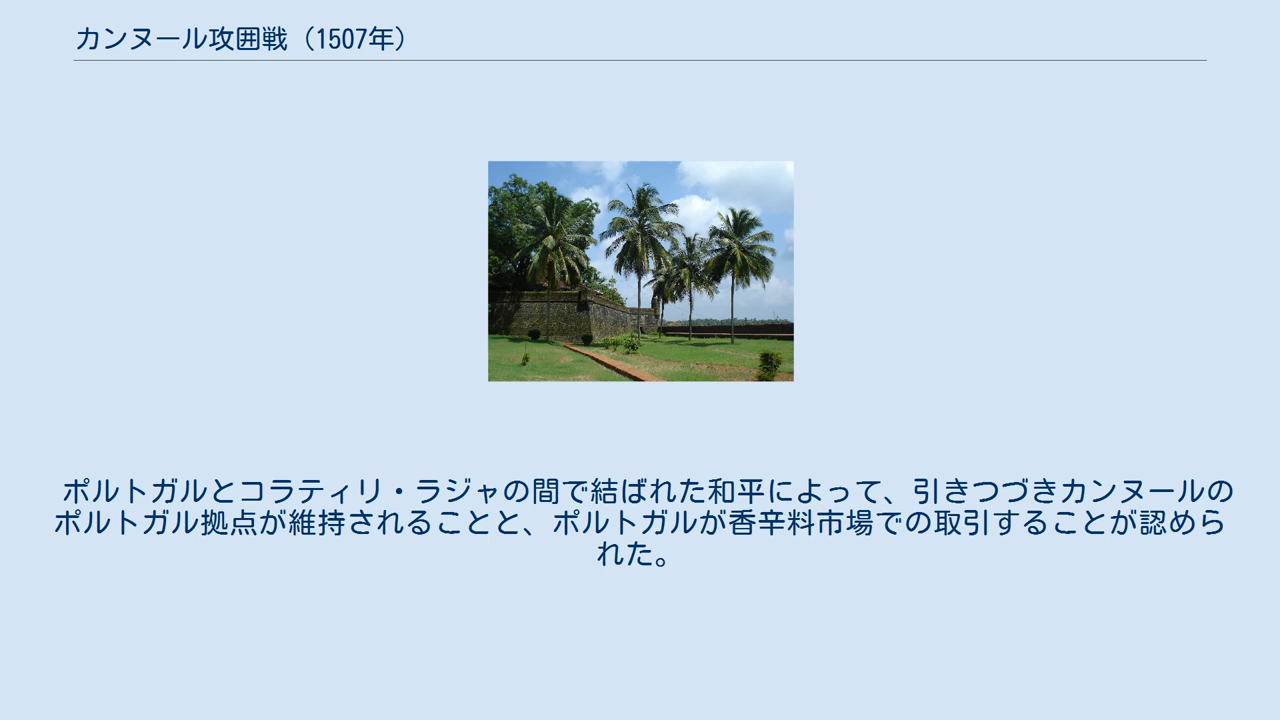 カンヌール攻囲戦（1507年）
ポルトガルとコラティリ・ラジャの間で結ばれた和平によって、引きつづきカンヌールの
ポルトガル拠点が維持されることと、ポルトガルが香辛料市場での取引することが認めら
れた。